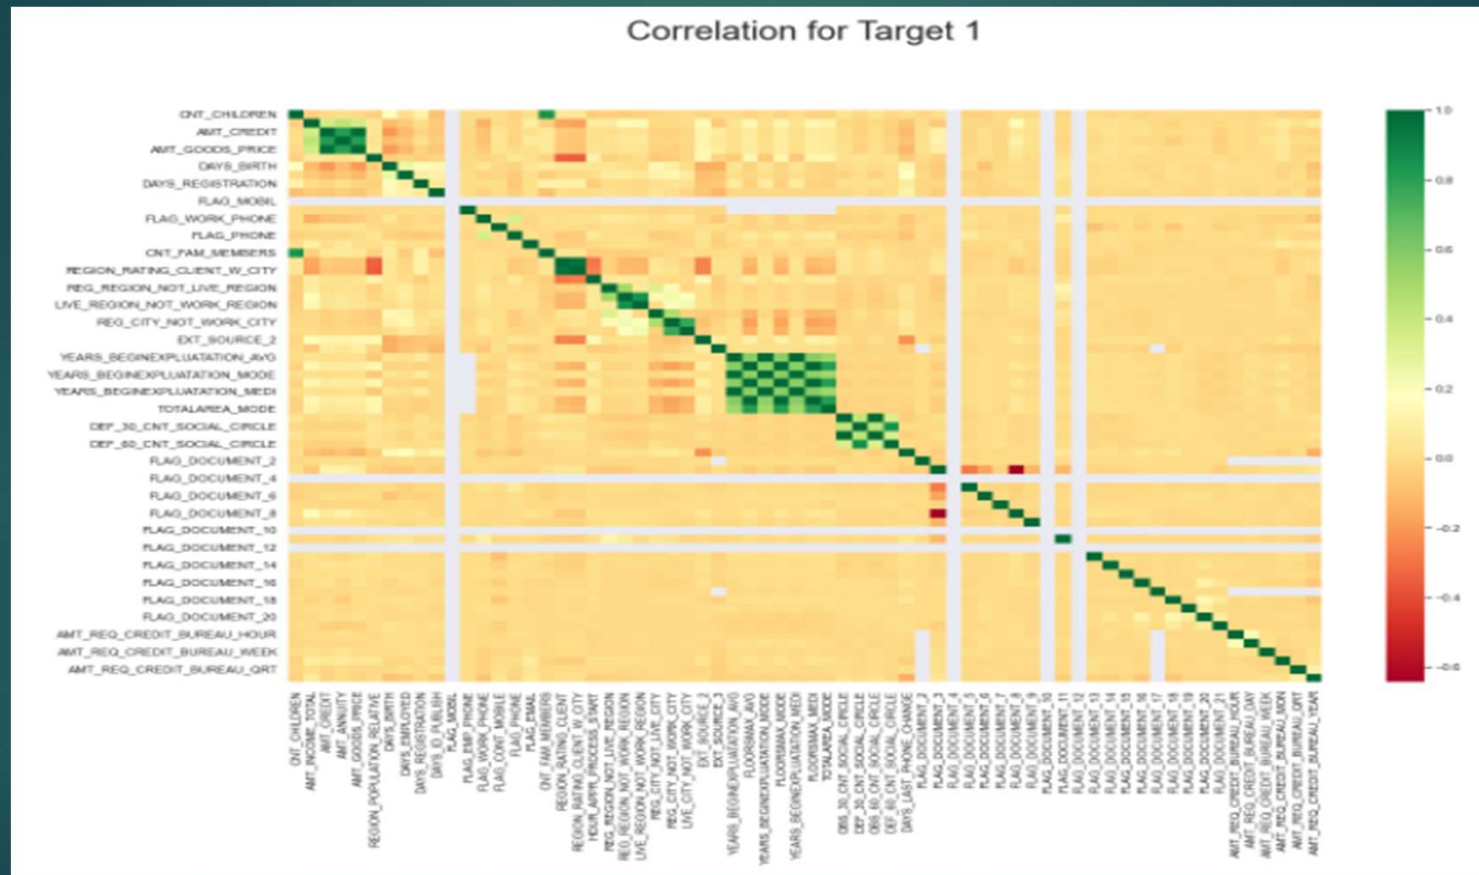 Correlation for Target 1
CNT_CHILDREN
AMT_CREDIT
AMT_GOODS_PRICE
DAYS_BIRTH
DAYS_REGISTRATION
FLAG_MOBIL
FLAG_WORK_PHONE
FLAG_PHONE
CNT_FAM_MEMBERS
REGION_RATING_CLIENT_W_CITY
REG_REGION_NOT_LIVE_REGION
LIVE_REGION_NOT_WORK_REGION
REG_CITY_NOT_WORK_CITY
EXT_SOURCE_2
YEARS_BEGINEXPLUATATION_AVG
YEARS_BEGINEXPLUATATION_MODE
YEARS_BEGINEXPLUATATION_MEDI
TOTALAREA_MODE
DEF_30_CNT_SOCIAL_CIRCLE
DEF_60_CNT_SOCIAL_CIRCLE
FLAG_DOCUMENT_2
FLAG_DOCUMENT_4
FLAG_DOCUMENT_6
FLAG_DOCUMENT_8
FLAG_DOCUMENT_10
FLAG_DOCUMENT_12
FLAG_DOCUMENT_14
FLAG_DOCUMENT_16
FLAG_DOCUMENT_18
FLAG_DOCUMENT_20
AMT_REQ_CREDIT_BUREAU_HOUR
AMT_REQ_CREDIT_BUREAU_WEEK
AMT_REQ_CREDIT_BUREAU_QRT
1.0
0.8
0.6
0.4
0.2
0.0
-0.2
-0.4
-0.6
CNT_CHILDREN
AMT_INCOME_TOTAL
AMT_CREDIT
AMT_ANNUITY
AMT_GOODS_PRICE
REGION_POPULATION_RELATIVE
DAYS_BIRTH
DAYS_EMPLOYED
DAYS_REGISTRATION
DAYS_ID_PUBLISH
FLAG_MOBIL
FLAG_EMP_PHONE
FLAG_WORK_PHONE
FLAG_CONT_MOBILE
FLAG_PHONE
FLAG_EMAIL
CNT_FAM_MEMBERS
REGION_RATING_CLIENT
REGION_RATING_CLIENT_W_CITY
HOUR_APPR_PROCESS_START
REG_REGION_NOT_LIVE_REGION
REG_REGION_NOT_WORK_REGION
LIVE_REGION_NOT_WORK_REGION
REG_CITY_NOT_LIVE_CITY
REG_CITY_NOT_WORK_CITY
LIVE_CITY_NOT_WORK_CITY
EXT_SOURCE_2
EXT_SOURCE_3
YEARS_BEGINEXPLUATATION_AVG
FLOORSMAX_AVG
YEARS_BEGINEXPLUATATION_MODE
FLOORSMAX_MODE
YEARS_BEGINEXPLUATATION_MEDI
FLOORSMAX_MEDI
TOTALAREA_MODE
OBS_30_CNT_SOCIAL_CIRCLE
DEF_30_CNT_SOCIAL_CIRCLE
OBS_60_CNT_SOCIAL_CIRCLE
DEF_60_CNT_SOCIAL_CIRCLE
DAYS_LAST_PHONE_CHANGE
FLAG_DOCUMENT_2
FLAG_DOCUMENT_3
FLAG_DOCUMENT_4
FLAG_DOCUMENT_5
FLAG_DOCUMENT_6
FLAG_DOCUMENT_7
FLAG_DOCUMENT_8
FLAG_DOCUMENT_9
FLAG_DOCUMENT_10
FLAG_DOCUMENT_11
FLAG_DOCUMENT_12
FLAG_DOCUMENT_13
FLAG_DOCUMENT_14
FLAG_DOCUMENT_15
FLAG_DOCUMENT_16
FLAG_DOCUMENT_17
FLAG_DOCUMENT_18
FLAG_DOCUMENT_19
FLAG_DOCUMENT_20
FLAG_DOCUMENT_21
AMT_REQ_CREDIT_BUREAU_HOUR
AMT_REQ_CREDIT_BUREAU_DAY
AMT_REQ_CREDIT_BUREAU_WEEK
AMT_REQ_CREDIT_BUREAU_MON
AMT_REQ_CREDIT_BUREAU_QRT
AMT_REQ_CREDIT_BUREAU_YEAR